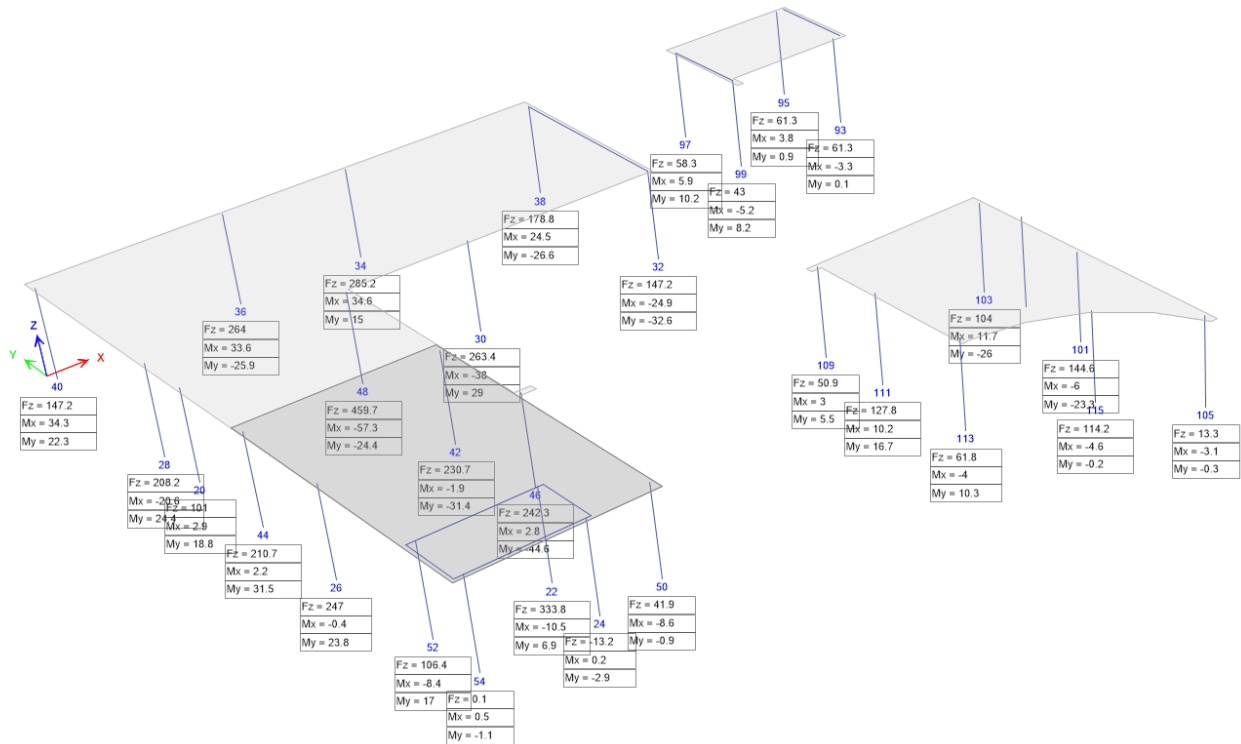 95
Fz = 61.3
Mx = 3.8
My = 0.9
93
Fz = 61.3
Mx = -3.3
My = 0.1
97
Fz = 58.3
Mx = 5.9
My = 10.2
99
Fz = 43
Mx = -5.2
My = 8.2
38
Fz = 178.8
Mx = 24.5
My = -26.6
34
Fz = 285.2
Mx = 34.6
My = 15
32
Fz = 147.2
Mx = -24.9
My = -32.6
36
Fz = 264
Mx = 33.6
My = -25.9
Z
Y
X
40
Fz = 147.2
Mx = 34.3
My = 22.3
30
Fz = 263.4
Mx = -38
My = 29
48
Fz = 459.7
Mx = -57.3
My = -24.4
42
Fz = 230.7
Mx = -1.9
My = -31.4
28
Fz = 208.2
Mx = -20.6
My = 24.4
20
Fz = 101
Mx = 2.9
My = 18.8
44
Fz = 210.7
Mx = 2.2
My = 31.5
46
Fz = 242.3
Mx = 2.8
My = -44.6
26
Fz = 247
Mx = -0.4
My = 23.8
22
Fz = 333.8
Mx = -10.5
My = 6.9
24
Fz = -13.2
Mx = 0.2
My = -2.9
50
Fz = 41.9
Mx = -8.6
My = -0.9
52
Fz = 106.4
Mx = -8.4
My = 17
54
Fz = 0.1
Mx = 0.5
My = -1.1
103
Fz = 104
Mx = 11.7
My = -26
109
Fz = 50.9
Mx = 3
My = 5.5
111
Fz = 127.8
Mx = 10.2
My = 16.7
101
Fz = 144.6
Mx = -6
My = -23.3
113
Fz = 61.8
Mx = -4
My = 10.3
115
Fz = 114.2
Mx = -4.6
My = -0.2
105
Fz = 13.3
Mx = -3.1
My = -0.3